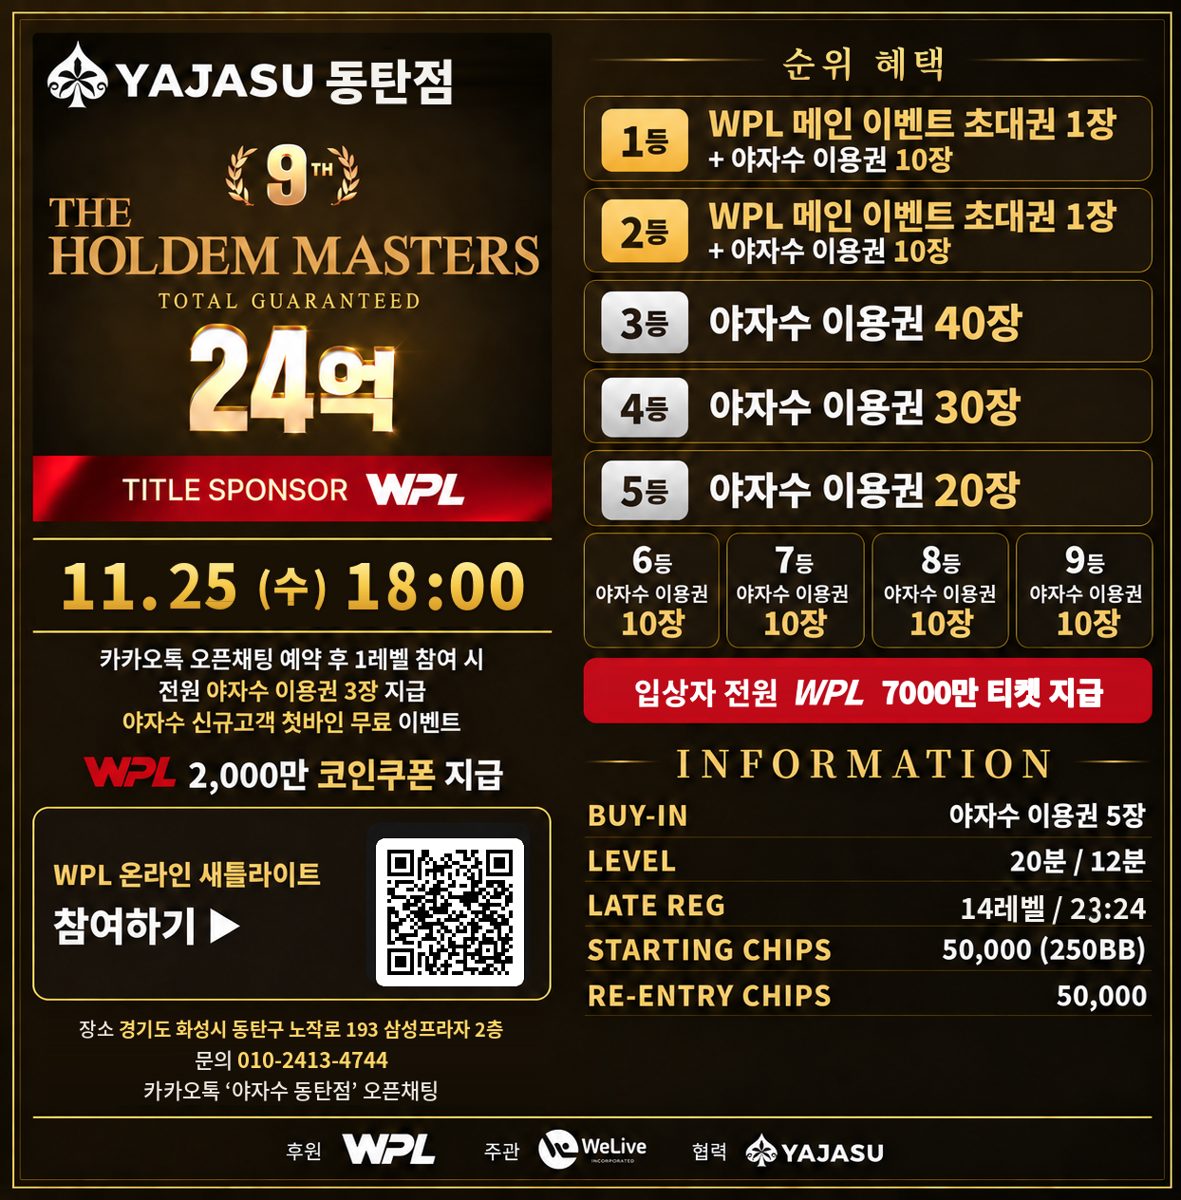 YAJASU 동탄점
9TH
THE
HOLDEM MASTERS
TOTAL GUARANTEED
24억
TITLE SPONSOR WPL
11.25 (수) 18:00
카카오톡 오픈채팅 예약 후 1레벨 참여 시
전원 야자수 이용권 3장 지급
야자수 신규고객 첫바인 무료 이벤트
WPL 2,000만 코인쿠폰 지급
WPL 온라인 새틀라이트
참여하기 ▶
장소 경기도 화성시 동탄구 노작로 193 삼성프라자 2층
문의 010-2413-4744
카카오톡 ‘야자수 동탄점’ 오픈채팅
순위 혜택
1등 WPL 메인 이벤트 초대권 1장
+ 야자수 이용권 10장
2등 WPL 메인 이벤트 초대권 1장
+ 야자수 이용권 10장
3등 야자수 이용권 40장
4등 야자수 이용권 30장
5등 야자수 이용권 20장
6등 7등 8등 9등
야자수 이용권 야자수 이용권 야자수 이용권 야자수 이용권
10장 10장 10장 10장
입상자 전원 WPL 7000만 티켓 지급
INFORMATION
BUY-IN 야자수 이용권 5장
LEVEL 20분 / 12분
LATE REG 14레벨 / 23:24
STARTING CHIPS 50,000 (250BB)
RE-ENTRY CHIPS 50,000
후원 WPL 주관 WeLive INCORPORATED 협력 YAJASU